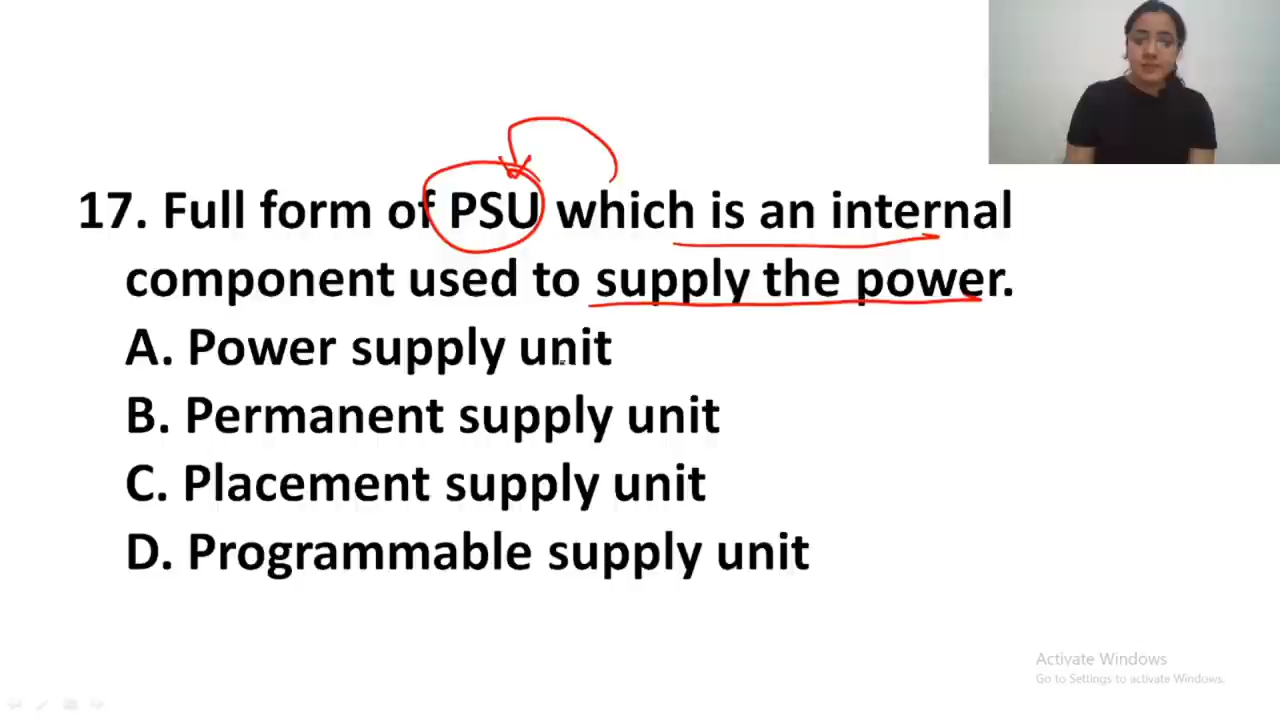 17. Full form of PSU which is an internal
component used to supply the power.
A. Power supply unit
B. Permanent supply unit
C. Placement supply unit
D. Programmable supply unit
Activate Windows
Go to Settings to activate Windows.